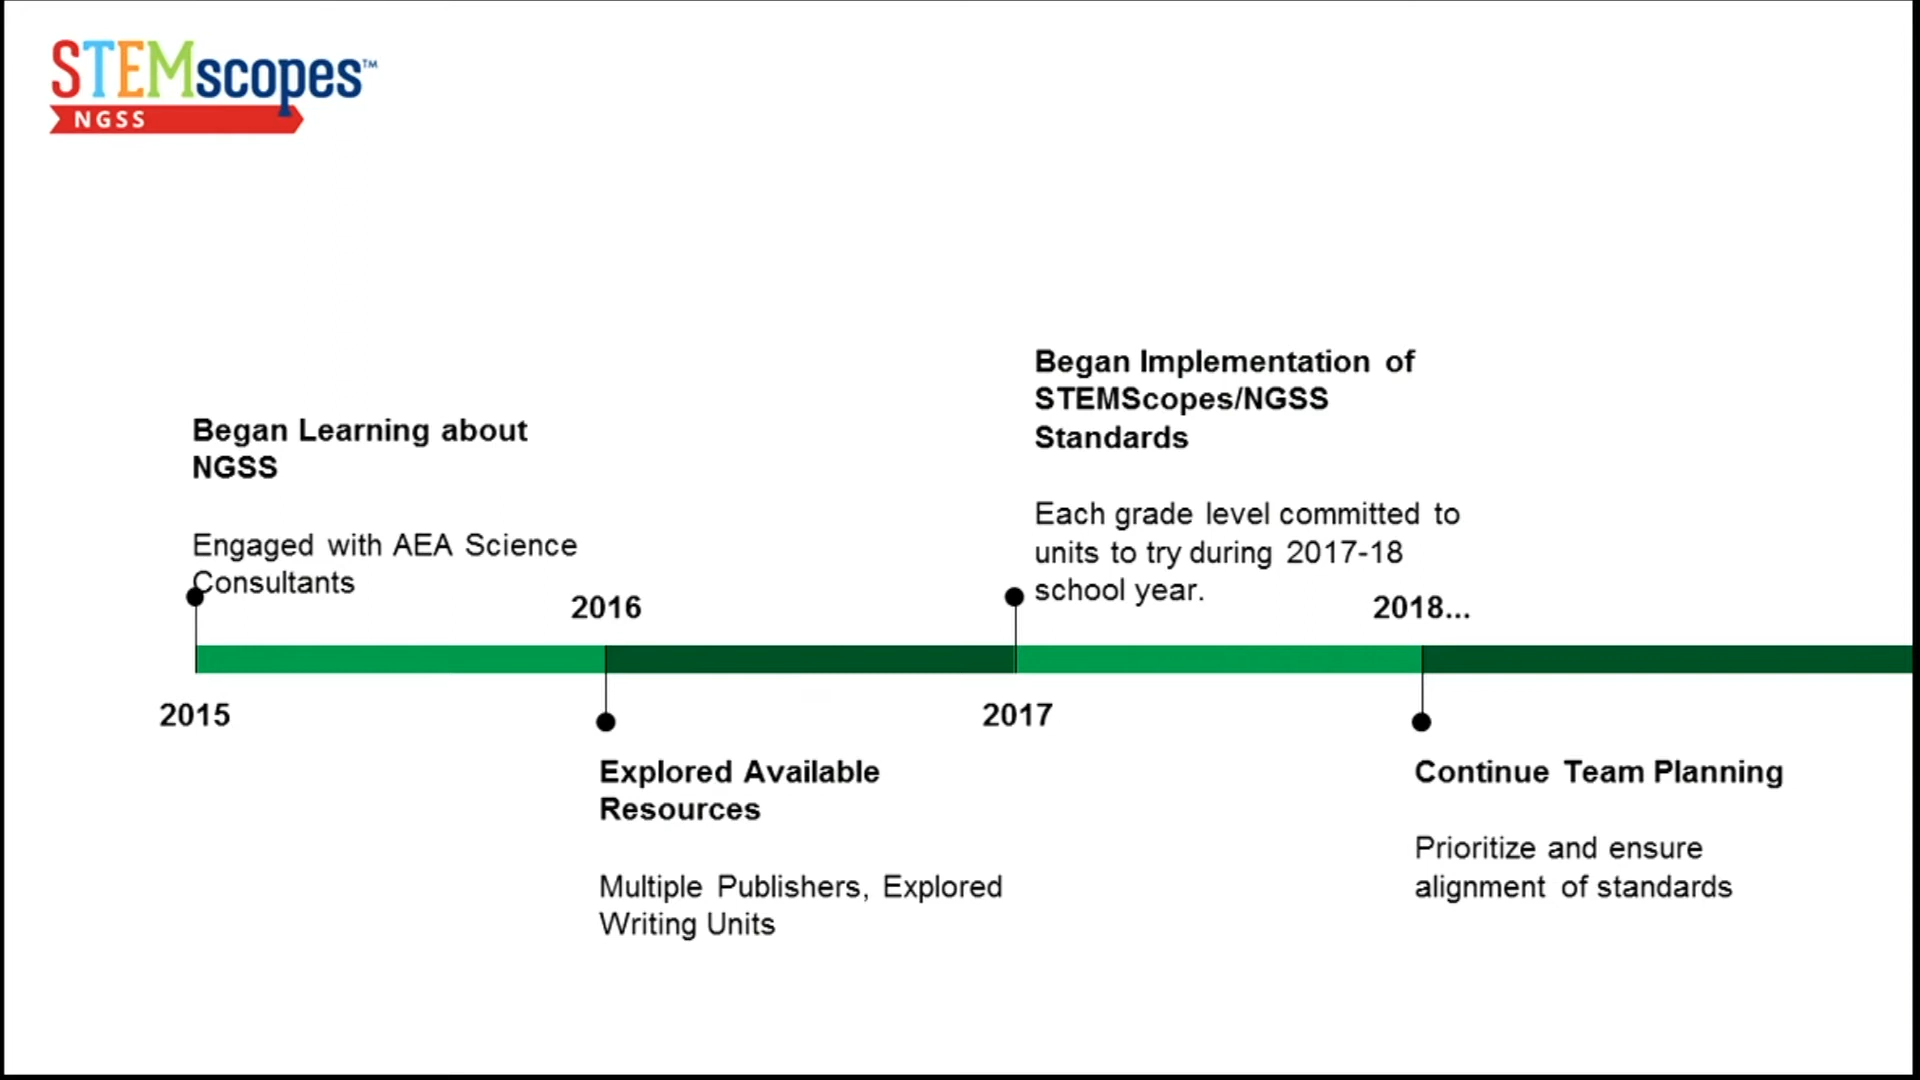 STEMscopes™
NGSS
Began Learning about
NGSS
Engaged with AEA Science
Consultants
2015
2016
Explored Available
Resources
Multiple Publishers, Explored
Writing Units
Began Implementation of
STEMScopes/NGSS
Standards
Each grade level committed to
units to try during 2017-18
school year.
2017
2018...
Continue Team Planning
Prioritize and ensure
alignment of standards